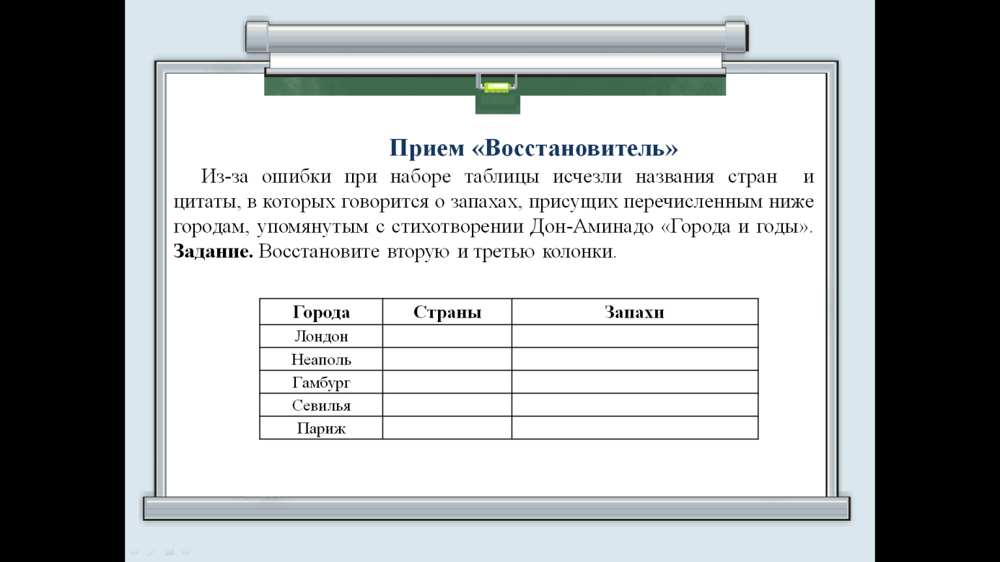 Прием «Восстановитель»
Из-за ошибки при наборе таблицы исчезли названия стран и
цитаты, в которых говорится о запахах, присущих перечисленным ниже
городам, упомянутым с стихотворении Дон-Аминадо «Города и годы».
Задание. Восстановите вторую и третью колонки.
Города Страны Запахи
Лондон
Неаполь
Гамбург
Севилья
Париж